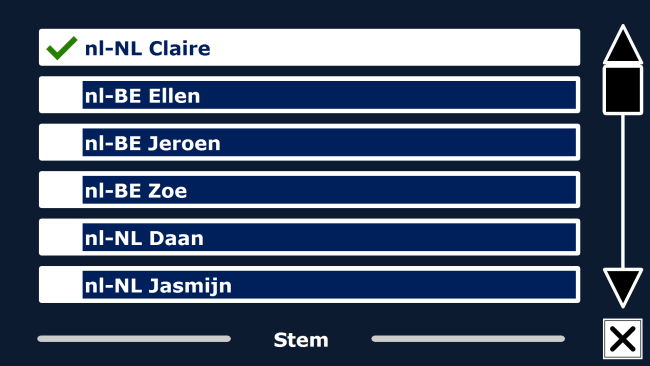 nl-NL Claire
nl-BE Ellen
nl-BE Jeroen
nl-BE Zoe
nl-NL Daan
nl-NL Jasmijn
Stem